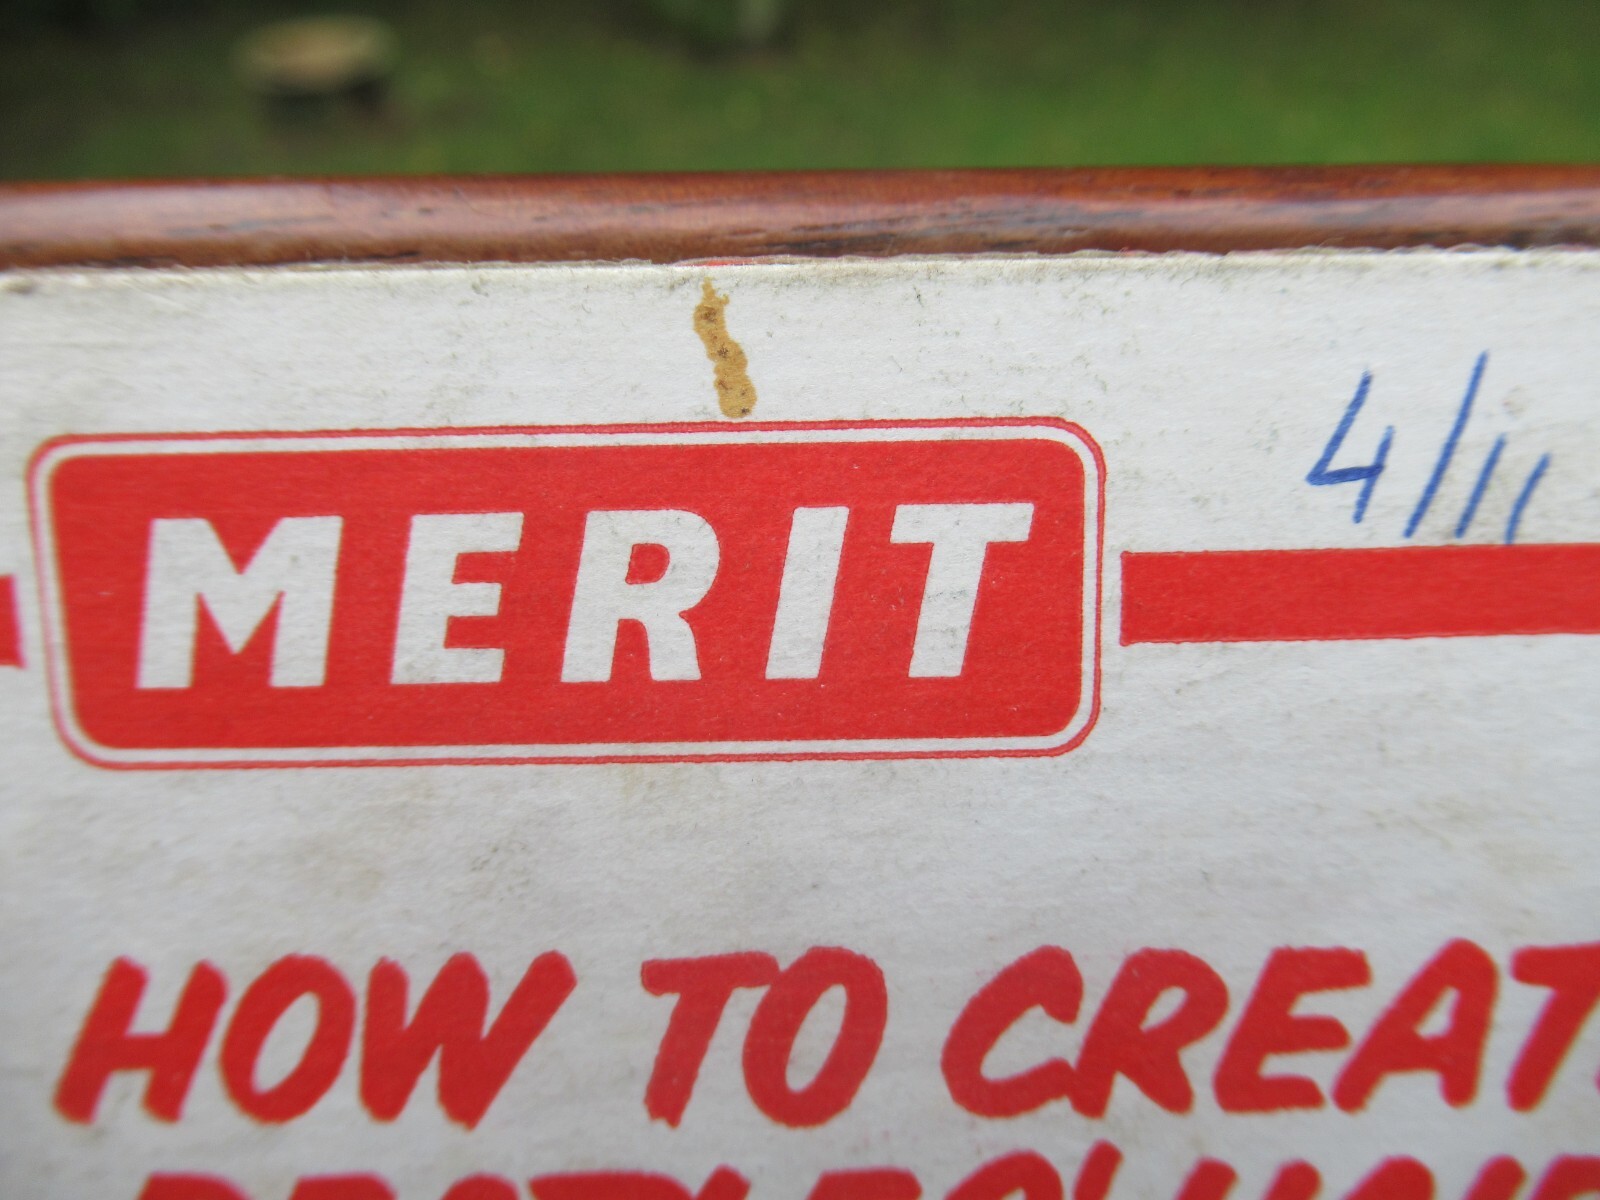 4/11
MERIT
HOW TO CREAT